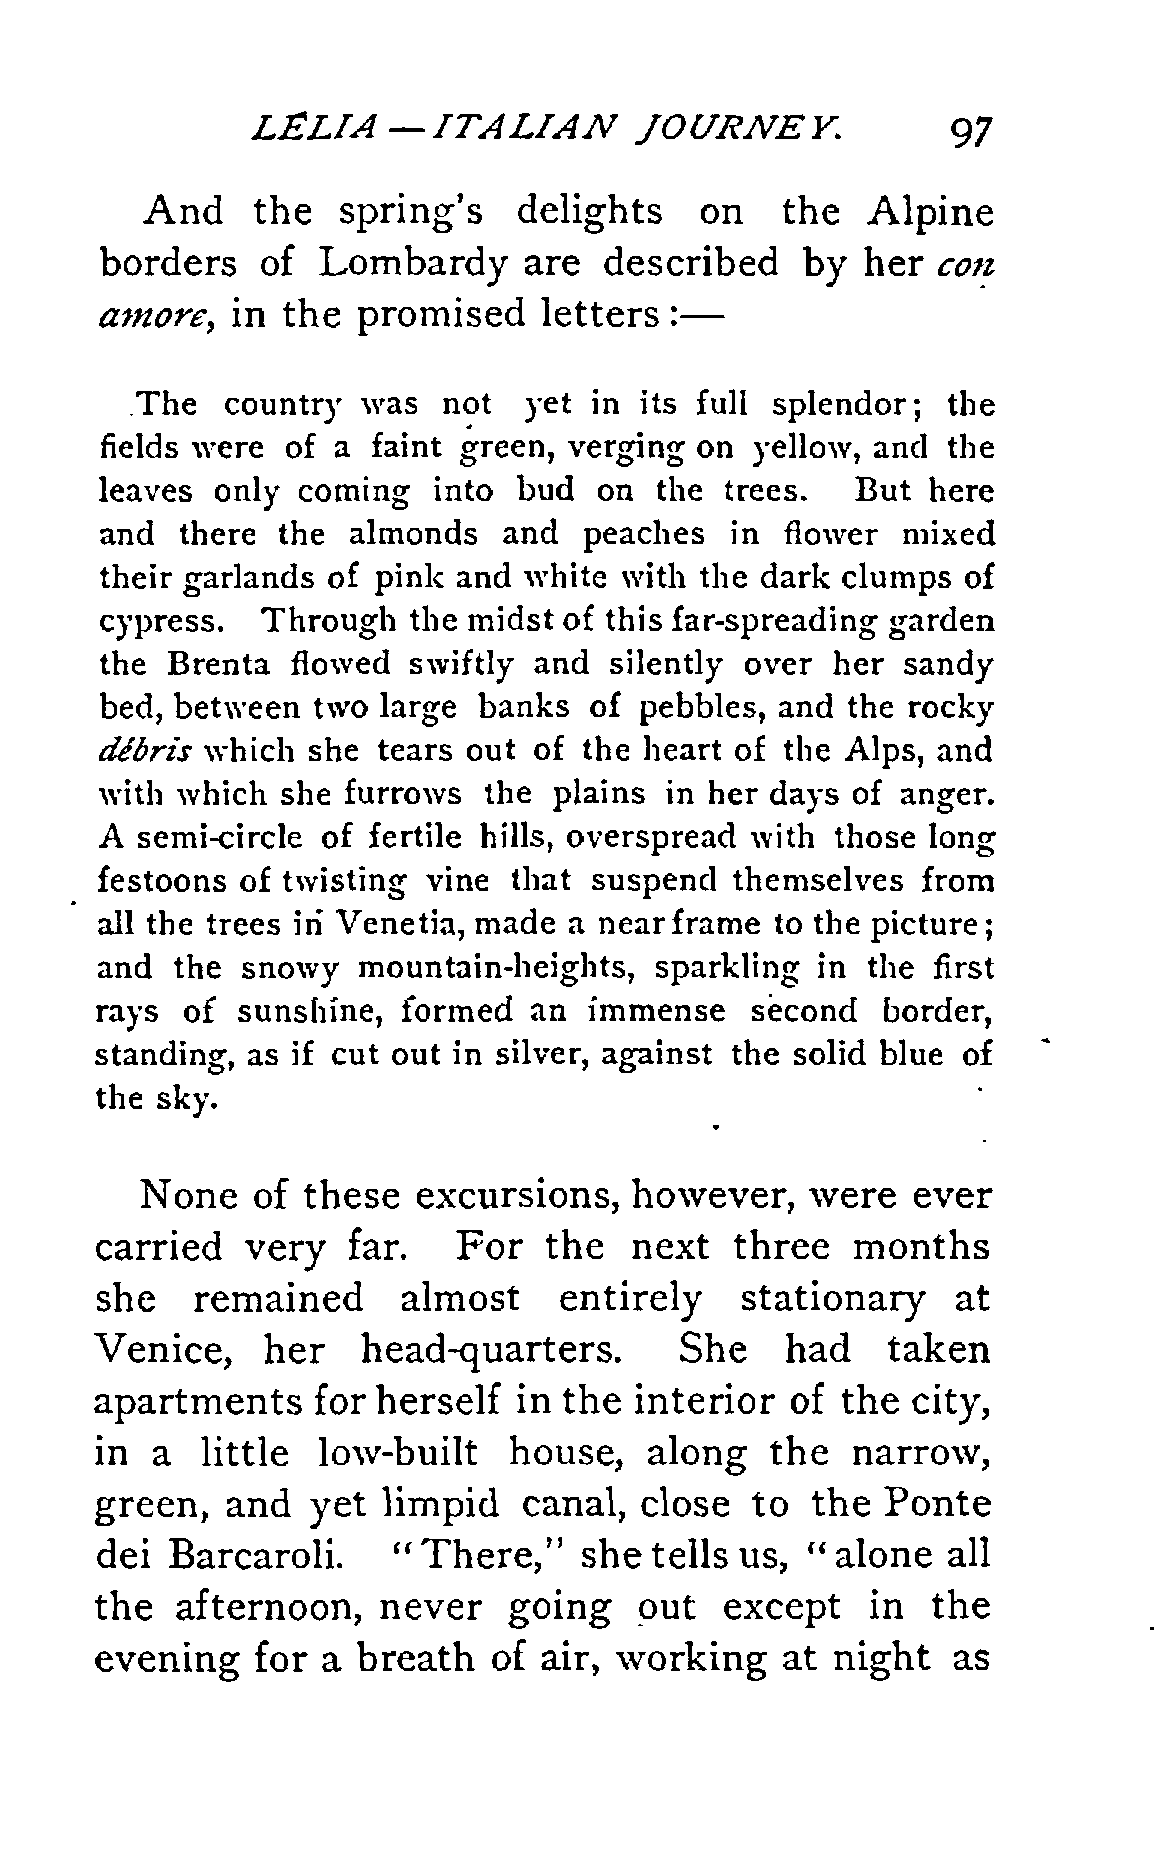 LÉLIA — ITALIAN JOURNEY. 97
And the spring's delights on the Alpine
borders of Lombardy are described by her con
amore, in the promised letters :—
The country was not yet in its full splendor; the
fields were of a faint green, verging on yellow, and the
leaves only coming into bud on the trees. But here
and there the almonds and peaches in flower mixed
their garlands of pink and white with the dark clumps of
cypress. Through the midst of this far-spreading garden
the Brenta flowed swiftly and silently over her sandy
bed, between two large banks of pebbles, and the rocky
débris which she tears out of the heart of the Alps, and
with which she furrows the plains in her days of anger.
A semi-circle of fertile hills, overspread with those long
festoons of twisting vine that suspend themselves from
all the trees in Venetia, made a near frame to the picture;
and the snowy mountain-heights, sparkling in the first
rays of sunshine, formed an immense second border,
standing, as if cut out in silver, against the solid blue of
the sky.
None of these excursions, however, were ever
carried very far. For the next three months
she remained almost entirely stationary at
Venice, her head-quarters. She had taken
apartments for herself in the interior of the city,
in a little low-built house, along the narrow,
green, and yet limpid canal, close to the Ponte
dei Barcaroli. "There," she tells us, "alone all
the afternoon, never going out except in the
evening for a breath of air, working at night as